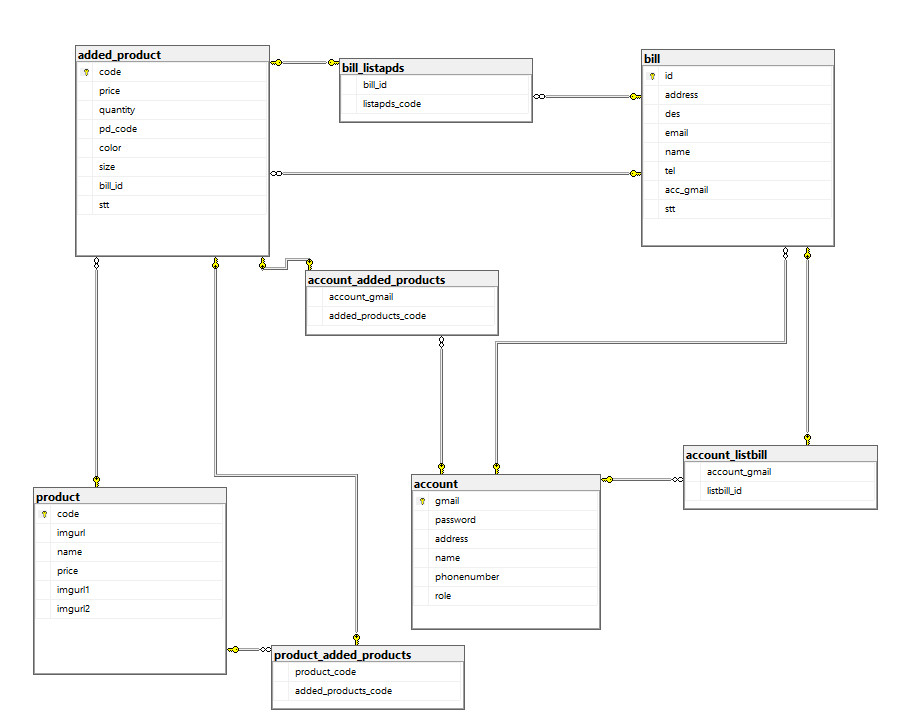 added_product
code
price
quantity
pd_code
color
size
bill_id
stt
bill_listapds
bill_id
listapds_code
bill
id
address
des
email
name
tel
acc_gmail
stt
account_added_products
account_gmail
added_products_code
product
code
imgurl
name
price
imgurl1
imgurl2
account
gmail
password
address
name
phonenumber
role
account_listbill
account_gmail
listbill_id
product_added_products
product_code
added_products_code